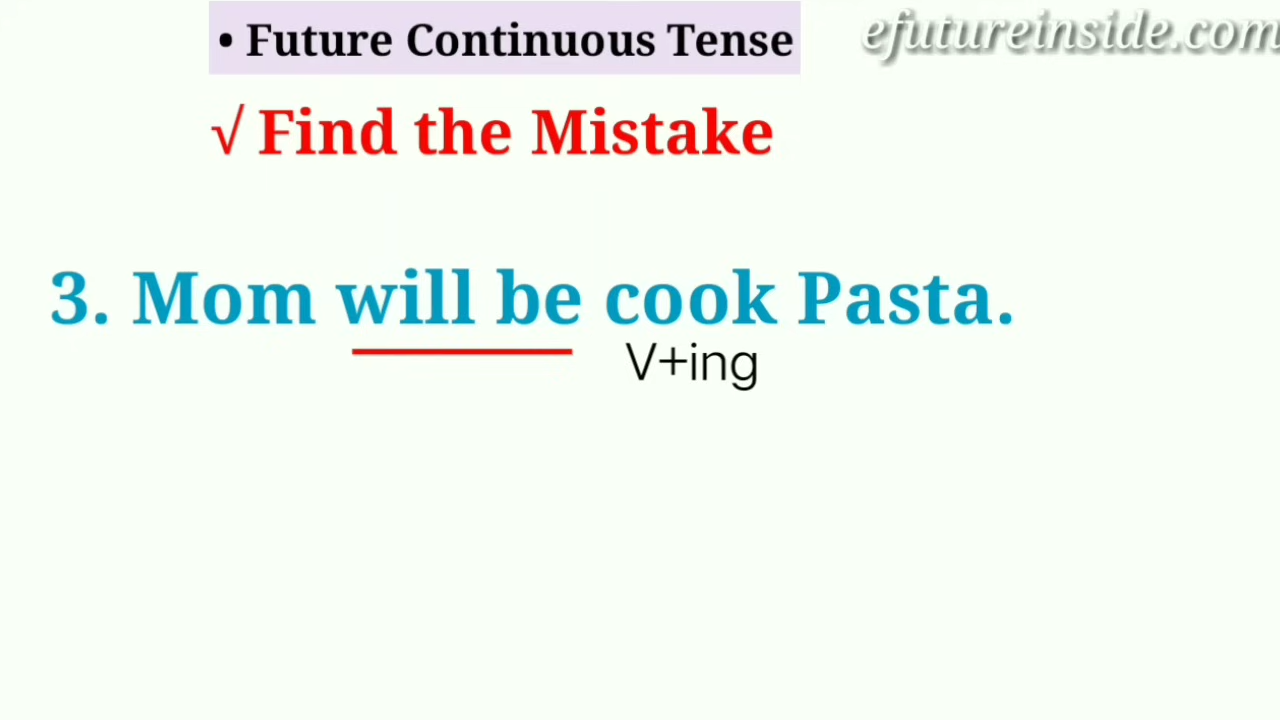 • Future Continuous Tense
efutureinside.com
√ Find the Mistake
3. Mom will be cook Pasta.
V+ing